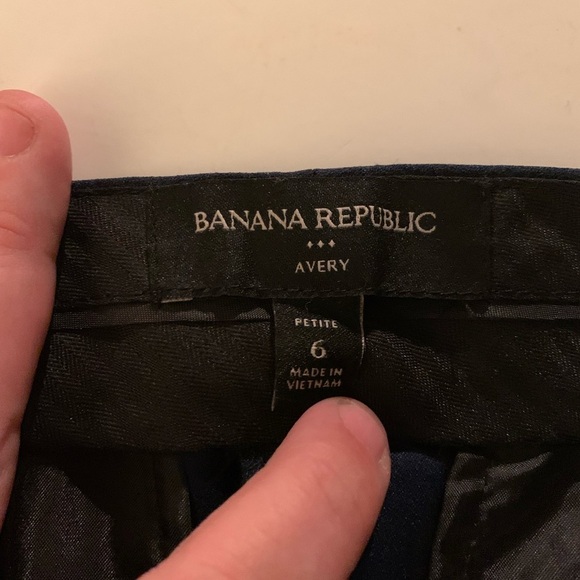 BANANA REPUBLIC
AVERY
PETITE
6
MADE IN
VIETNAM